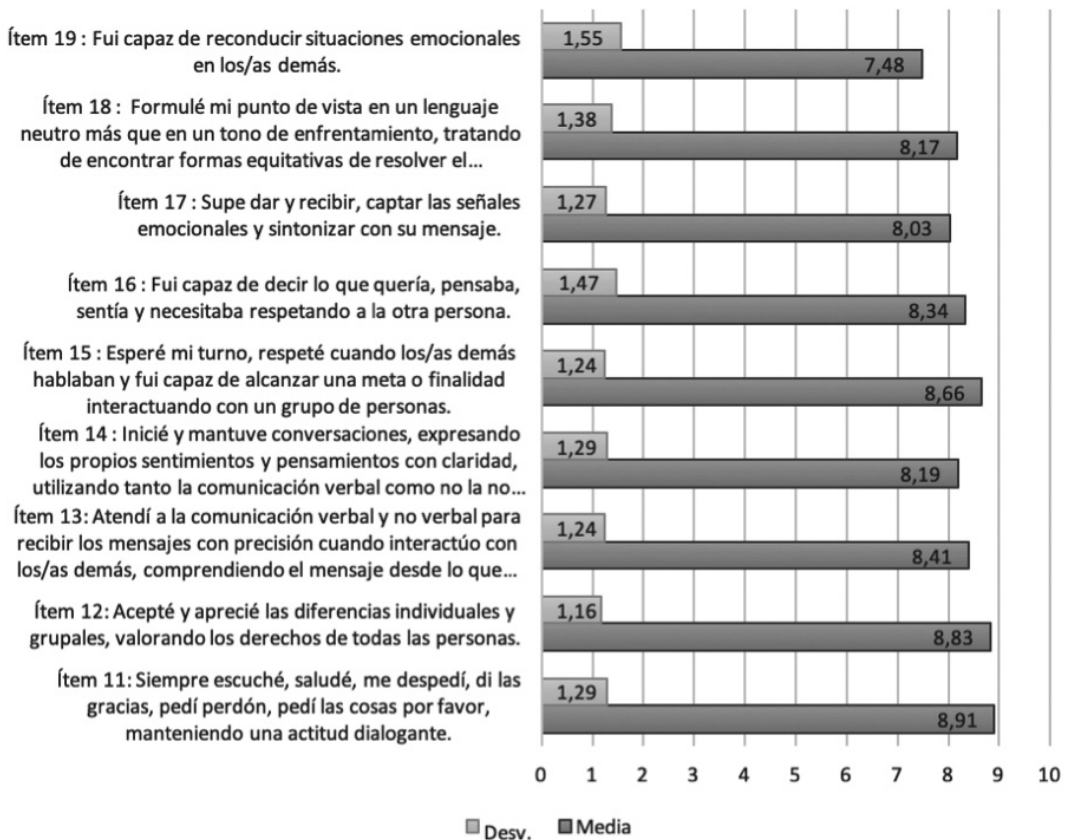 Ítem 19 : Fui capaz de reconducir situaciones emocionales
en los/as demás.
1,55
7,48
Ítem 18 : Formulé mi punto de vista en un lenguaje
neutro más que en un tono de enfrentamiento, tratando
de encontrar formas equitativas de resolver el...
1,38
8,17
Ítem 17 : Supe dar y recibir, captar las señales
emocionales y sintonizar con su mensaje.
1,27
8,03
Ítem 16 : Fui capaz de decir lo que quería, pensaba,
sentía y necesitaba respetando a la otra persona.
1,47
8,34
Ítem 15 : Esperé mi turno, respeté cuando los/as demás
hablaban y fui capaz de alcanzar una meta o finalidad
interactuando con un grupo de personas.
1,24
8,66
Ítem 14 : Inicié y mantuve conversaciones, expresando
los propios sentimientos y pensamientos con claridad,
utilizando tanto la comunicación verbal como no la no...
1,29
8,19
Ítem 13: Atendí a la comunicación verbal y no verbal para
recibir los mensajes con precisión cuando interactúo con
los/as demás, comprendiendo el mensaje desde lo que...
1,24
8,41
Ítem 12: Acepté y aprecié las diferencias individuales y
grupales, valorando los derechos de todas las personas.
1,16
8,83
Ítem 11: Siempre escuché, saludé, me despedí, di las
gracias, pedí perdón, pedí las cosas por favor,
manteniendo una actitud dialogante.
1,29
8,91
0 1 2 3 4 5 6 7 8 9 10
Desv. Media